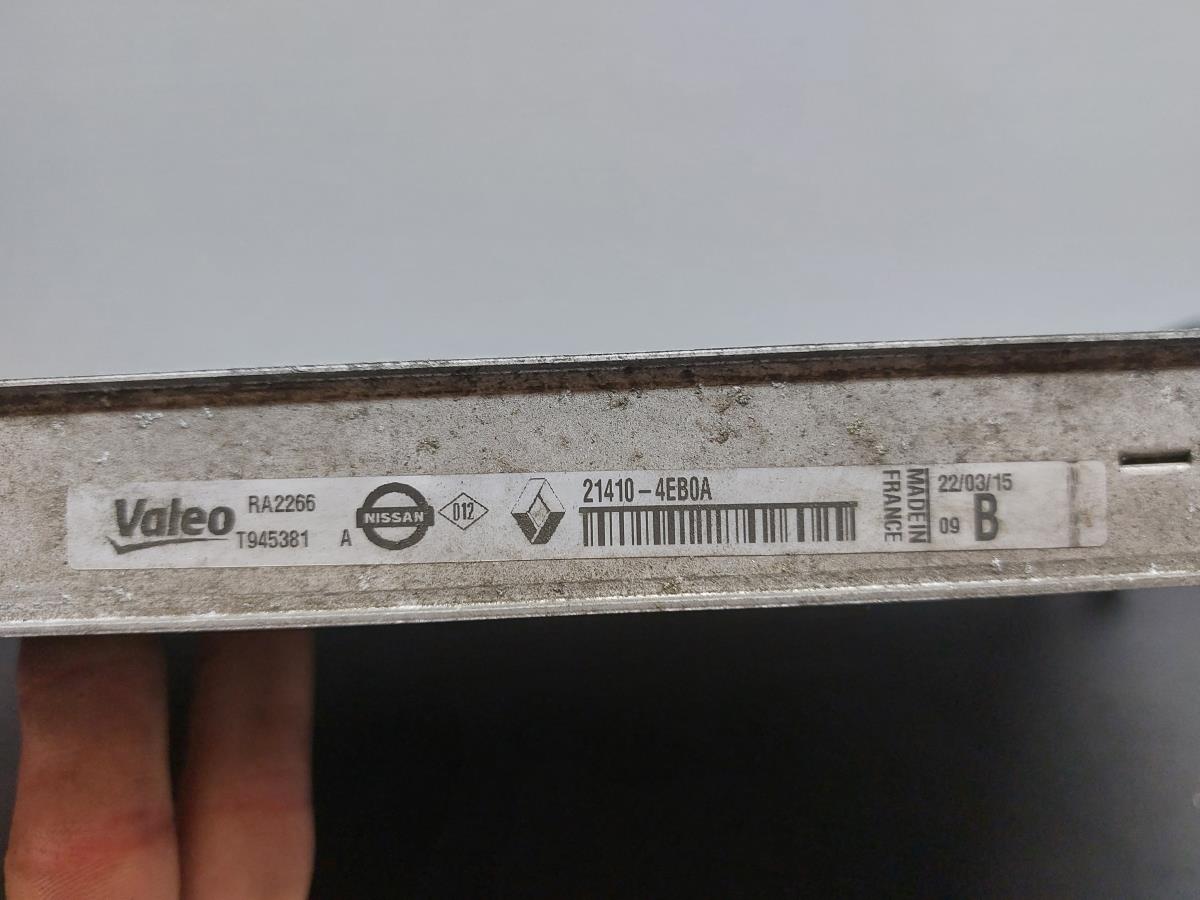 Valeo
RA2266
T945381 A
NISSAN
012
21410-4EB0A
MADE IN
FRANCE
22/03/15
09 B